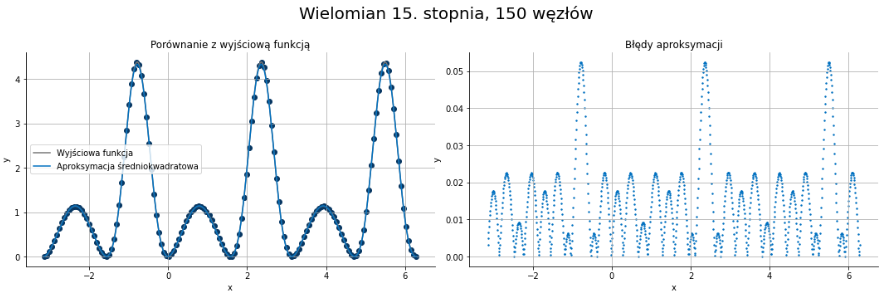 Wielomian 15. stopnia, 150 węzłów
Porównanie z wyjściową funkcją
4
3
2
1
0
y
Wyjściowa funkcja
Aproksymacja średniokwadratowa
−2
0
2
4
6
x
Błędy aproksymacji
0.05
0.04
0.03
0.02
0.01
0.00
y
−2
0
2
4
6
x